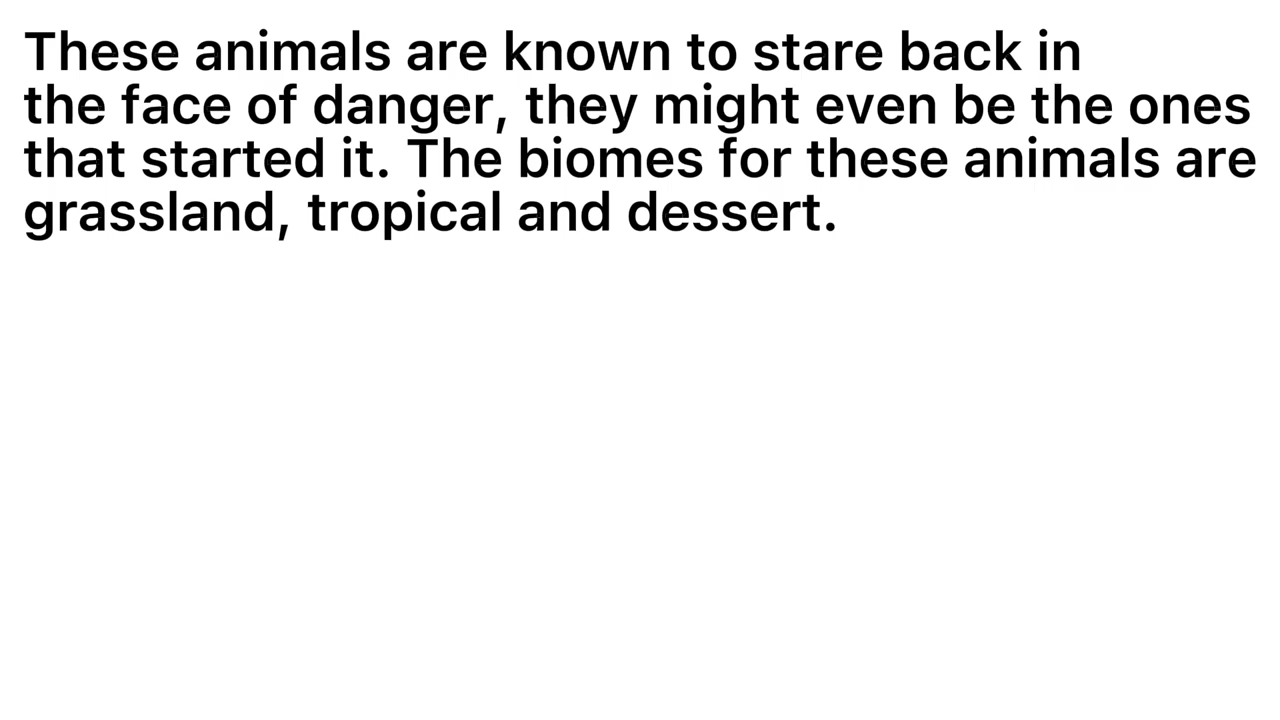 These animals are known to stare back in
the face of danger, they might even be the ones
that started it. The biomes for these animals are
grassland, tropical and dessert.